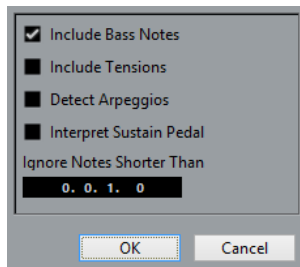 Include Bass Notes
Include Tensions
Detect Arpeggios
Interpret Sustain Pedal
Ignore Notes Shorter Than
0. 0. 1. 0
OK Cancel